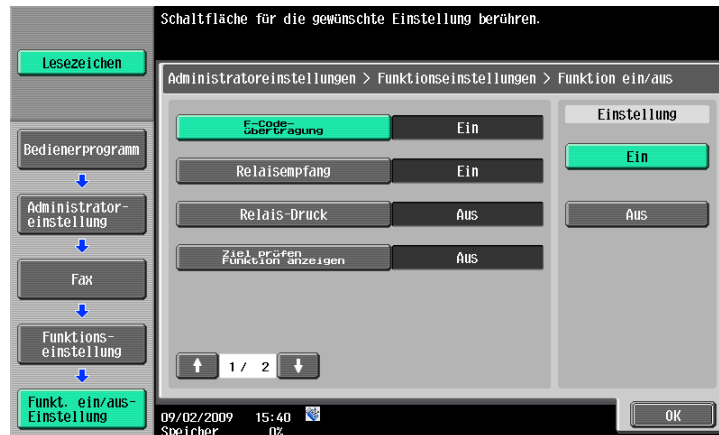 Schaltfläche für die gewünschte Einstellung berühren.
Lesezeichen
Administratoreinstellungen > Funktionseinstellungen > Funktion ein/aus
Bedienerprogramm
Administrator-
einstellung
Fax
Funktions-
einstellung
Funkt. ein/aus-
Einstellung
F-Code-
übertragung
Ein
Relaisempfang
Ein
Relais-Druck
Aus
Ziel prüfen
Funktion anzeigen
Aus
1/ 2
Einstellung
Ein
Aus
09/02/2009 15:40
Speicher 0%
OK